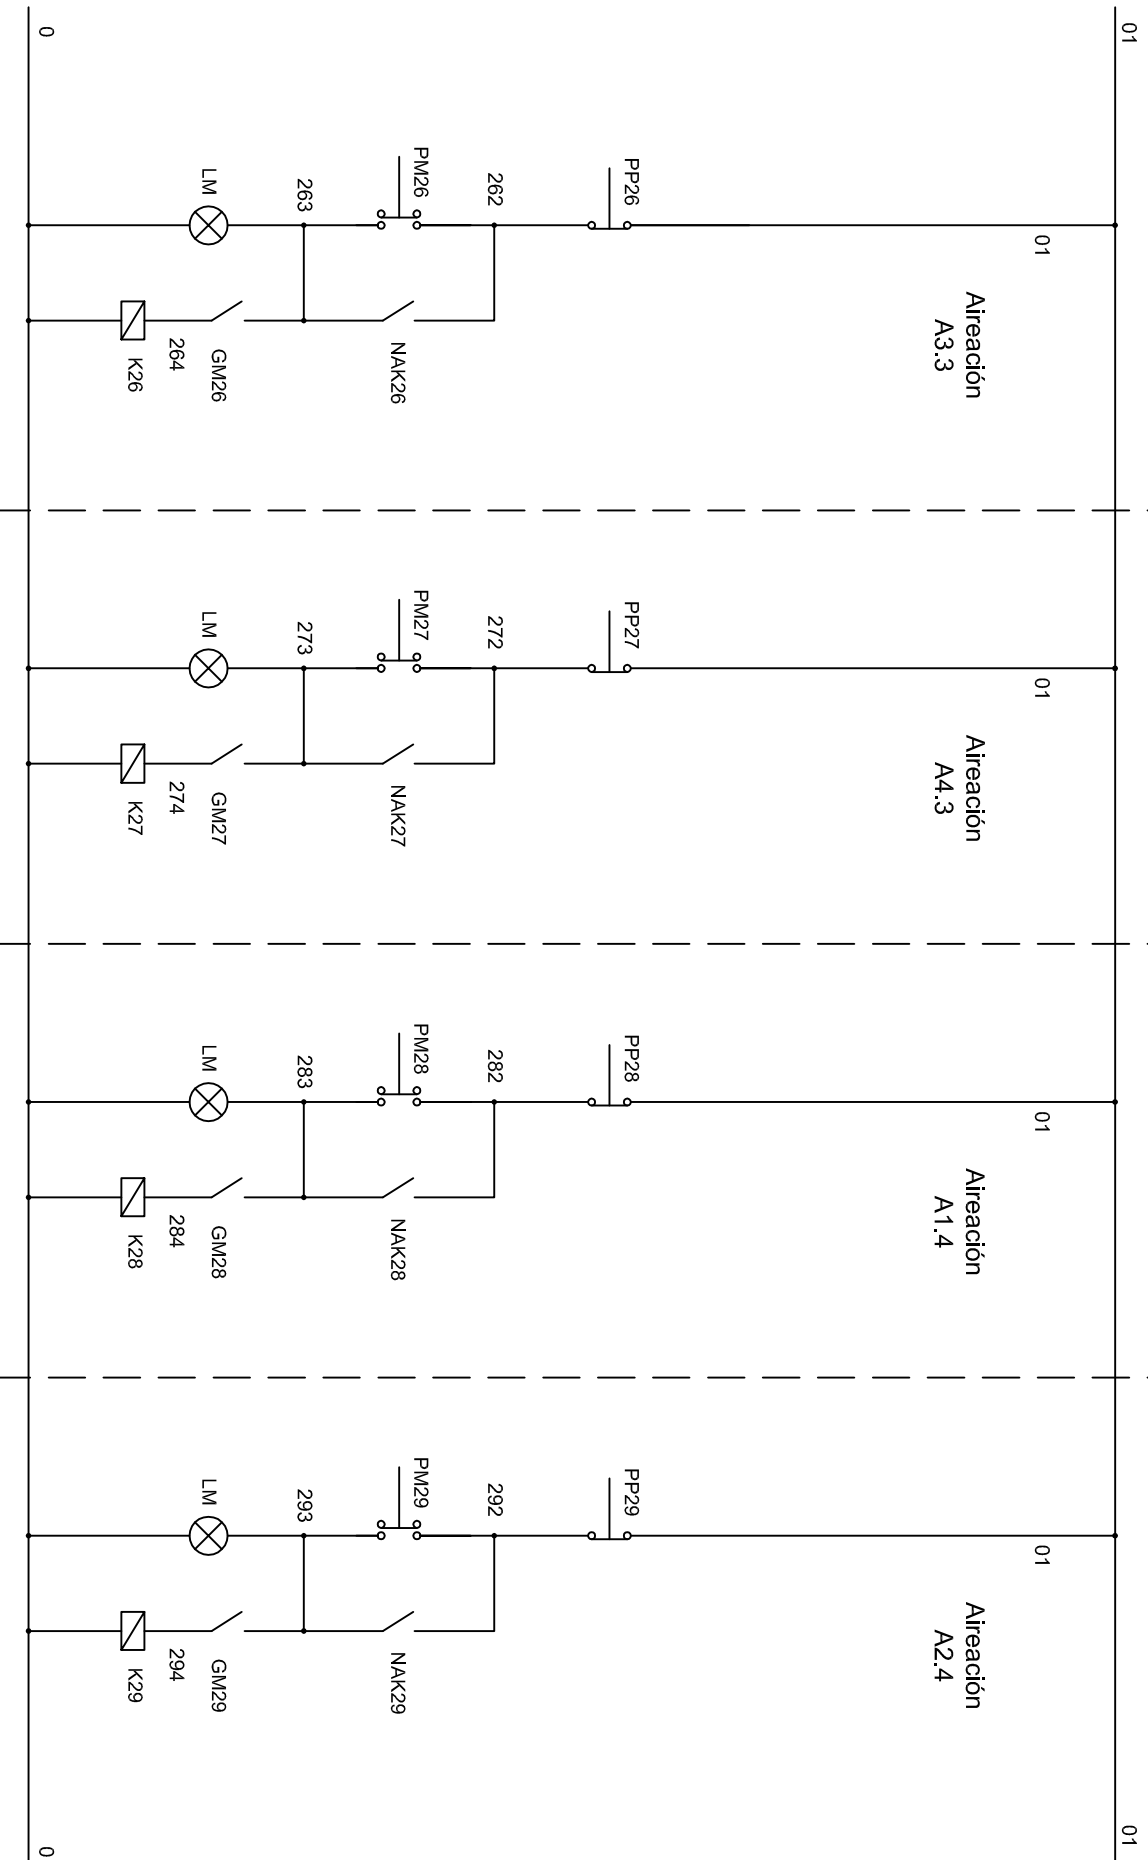 01
01
0
0
Aireación
A3.3
01
PP26
262
PM26
NAK26
263
LM
GM26
264
K26
Aireación
A4.3
01
PP27
272
PM27
NAK27
273
LM
GM27
274
K27
Aireación
A1.4
01
PP28
282
PM28
NAK28
283
LM
GM28
284
K28
Aireación
A2.4
01
PP29
292
PM29
NAK29
293
LM
GM29
294
K29